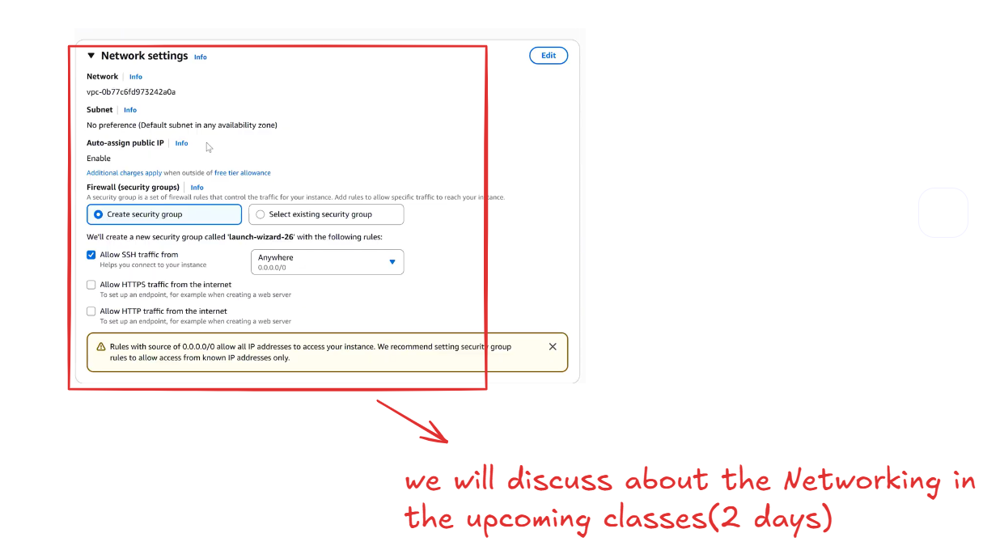 Network settings Info Edit
Network Info
vpc-0b77c6fd973242a0a
Subnet Info
No preference (Default subnet in any availability zone)
Auto-assign public IP Info
Enable
Additional charges apply when outside of free tier allowance
Firewall (security groups) Info
A security group is a set of firewall rules that control the traffic for your instance. Add rules to allow specific traffic to reach your instance.
Create security group Select existing security group
We'll create a new security group called 'launch-wizard-26' with the following rules:
Allow SSH traffic from
Helps you connect to your instance
Anywhere
0.0.0.0/0
Allow HTTPS traffic from the internet
To set up an endpoint, for example when creating a web server
Allow HTTP traffic from the internet
To set up an endpoint, for example when creating a web server
Rules with source of 0.0.0.0/0 allow all IP addresses to access your instance. We recommend setting security group
rules to allow access from known IP addresses only.
we will discuss about the Networking in
the upcoming classes(2 days)